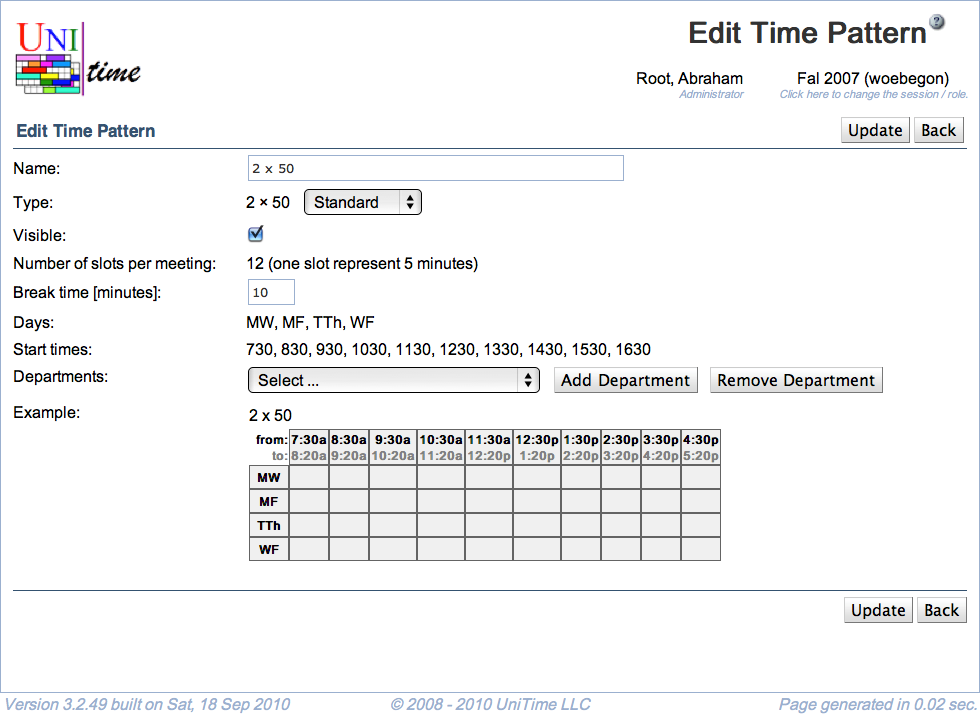 UNI
time
Edit Time Pattern ?
Root, Abraham Fal 2007 (woebegon)
Administrator Click here to change the session / role.
Edit Time Pattern Update Back
Name: 2 x 50
Type: 2 × 50 Standard
Visible:
Number of slots per meeting: 12 (one slot represent 5 minutes)
Break time [minutes]: 10
Days: MW, MF, TTh, WF
Start times: 730, 830, 930, 1030, 1130, 1230, 1330, 1430, 1530, 1630
Departments: Select ... Add Department Remove Department
Example: 2 x 50
from: 7:30a 8:30a 9:30a 10:30a 11:30a 12:30p 1:30p 2:30p 3:30p 4:30p
to: 8:20a 9:20a 10:20a 11:20a 12:20p 1:20p 2:20p 3:20p 4:20p 5:20p
MW
MF
TTh
WF
Update Back
Version 3.2.49 built on Sat, 18 Sep 2010 © 2008 - 2010 UniTime LLC Page generated in 0.02 sec.